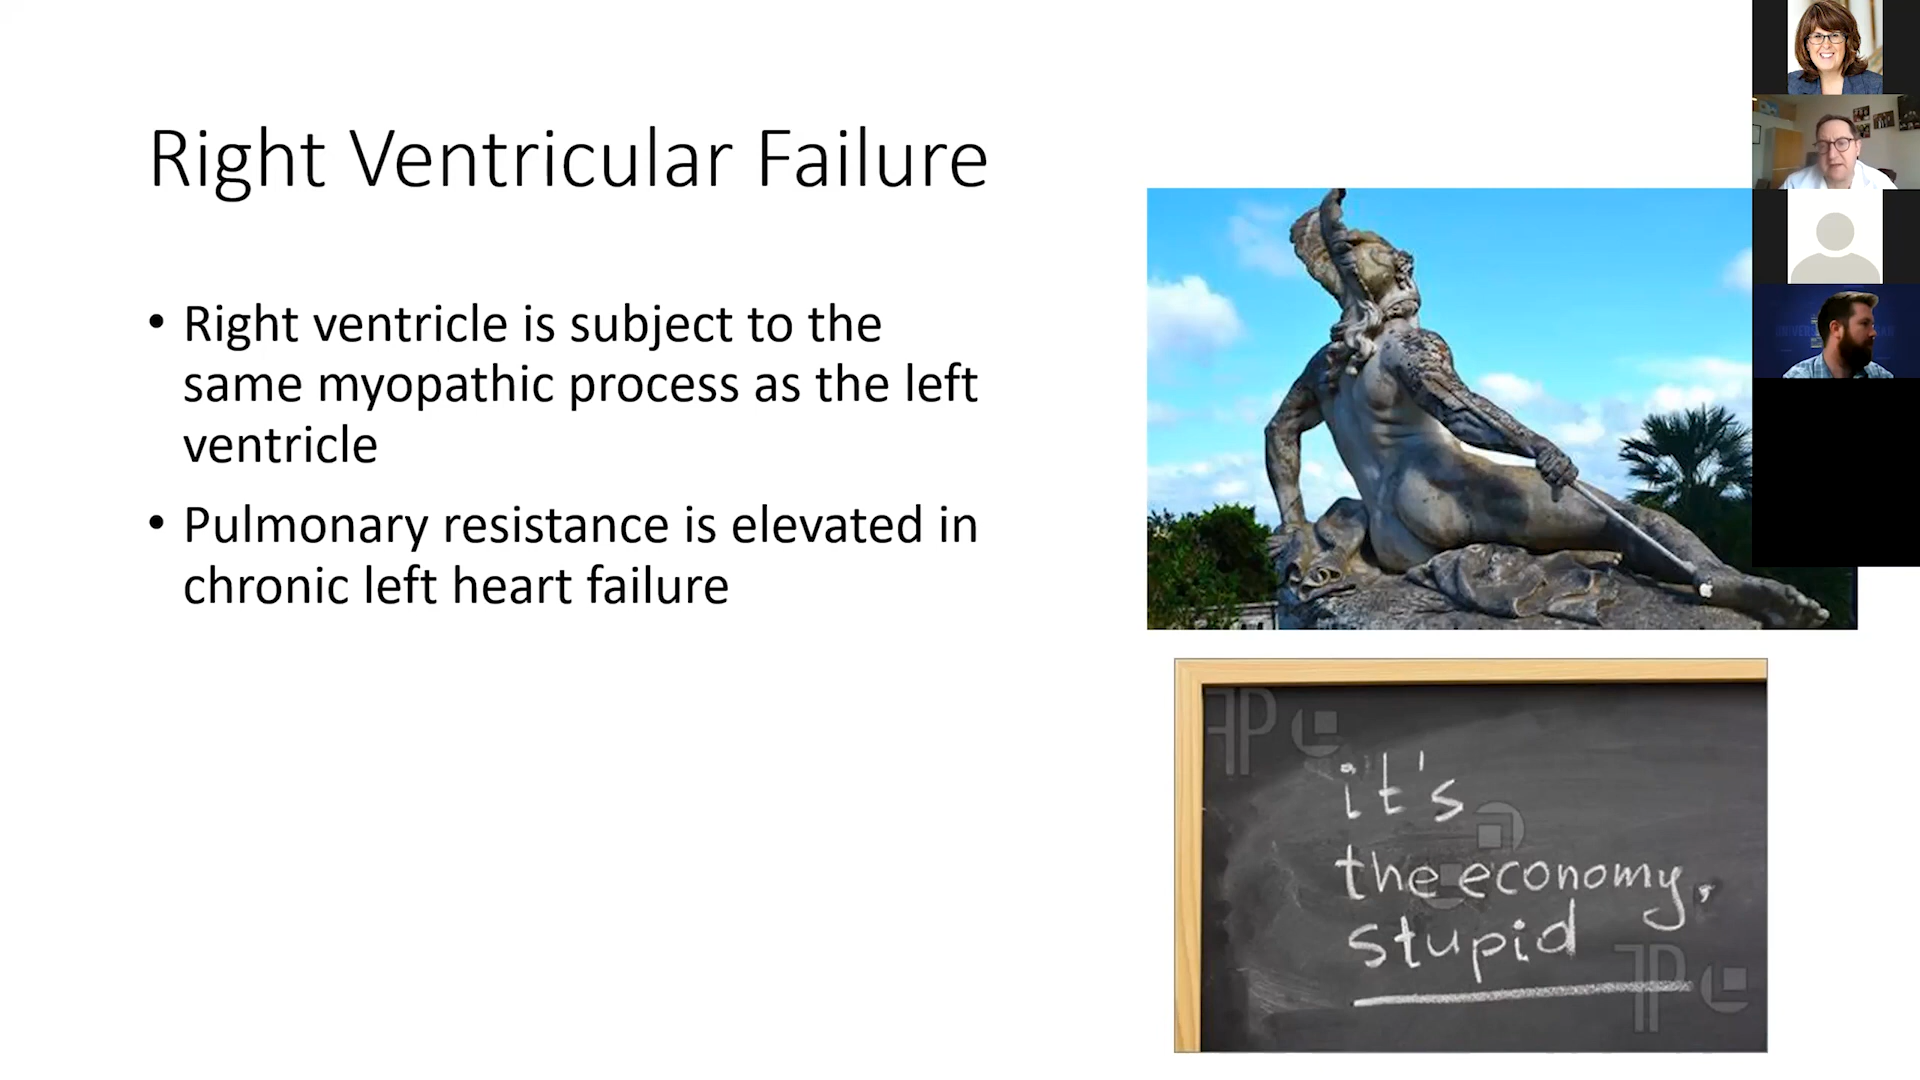 Right Ventricular Failure
• Right ventricle is subject to the
same myopathic process as the left
ventricle
• Pulmonary resistance is elevated in
chronic left heart failure
it's
the economy,
stupid